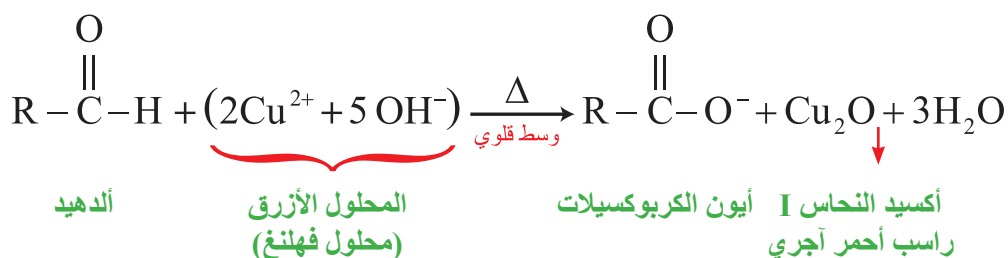 O O
R – C – H + (2Cu²⁺ + 5 OH⁻) Δ R – C – O⁻ + Cu₂O + 3H₂O
وسط قلوي
ألدهيد المحلول الأزرق أيون الكربوكسيلات أكسيد النحاس I
(محلول فهلنغ) راسب أحمر آجري